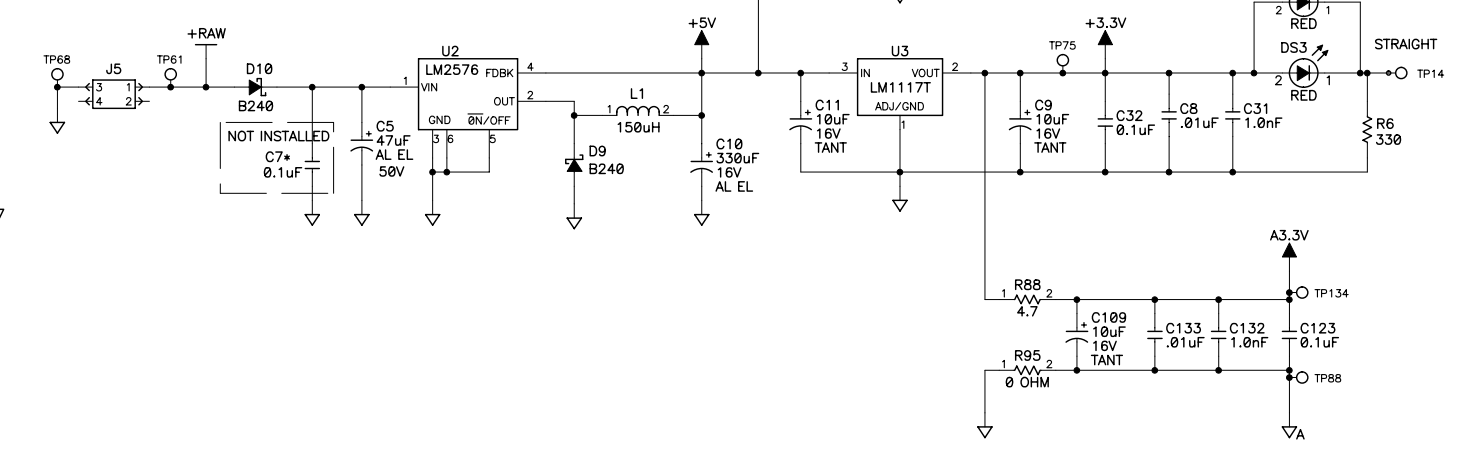 2 1
RED
+5V
+3.3V
+RAW
U2
U3
TP75
DS3
STRAIGHT
TP68
J5
TP61
D10
LM2576 FDBK 4
3 IN VOUT 2
2 1
TP14
3 1
4 2
B240
1 VIN
OUT 2
L1
1 2
150uH
LM1117T
ADJ/GND
1
RED
GND ON/OFF
3 6 5
NOT INSTALLED
C7*
0.1uF
+ C5
47uF
AL EL
50V
D9
B240
+ C10
330uF
16V
AL EL
+ C11
10uF
16V
TANT
+ C9
10uF
16V
TANT
C32
0.1uF
C8
.01uF
C31
1.0nF
R6
330
A3.3V
R88
1 2
4.7
TP134
+ C109
10uF
16V
TANT
C133
.01uF
C132
1.0nF
C123
0.1uF
R95
1 2
0 OHM
TP88
A